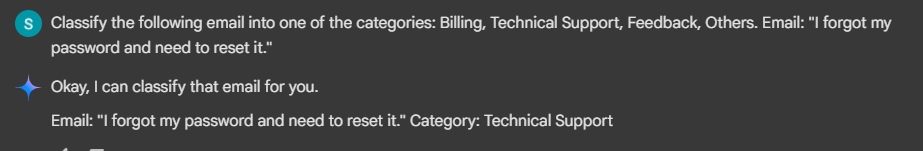 S
Classify the following email into one of the categories: Billing, Technical Support, Feedback, Others. Email: "I forgot my
password and need to reset it."
Okay, I can classify that email for you.
Email: "I forgot my password and need to reset it." Category: Technical Support